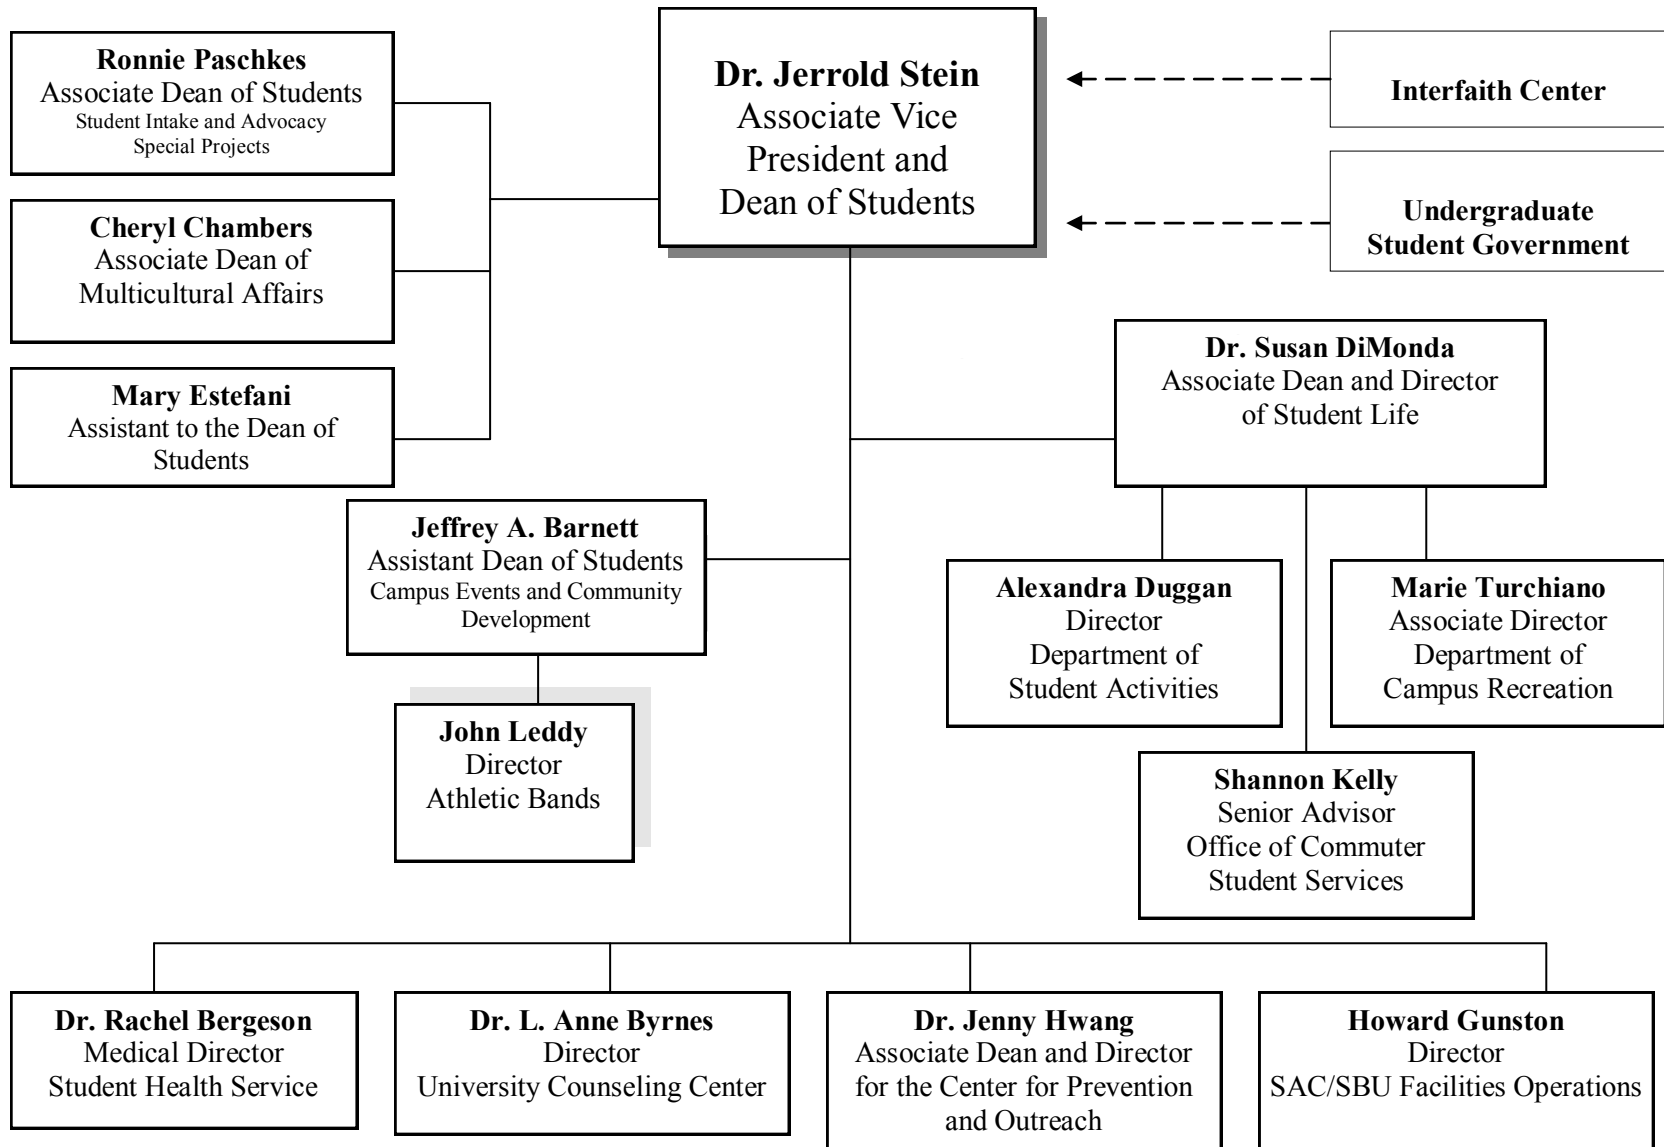 Ronnie Paschkes
Associate Dean of Students
Student Intake and Advocacy
Special Projects
Dr. Jerrold Stein
Associate Vice
President and
Dean of Students
Interfaith Center
Undergraduate
Student Government
Cheryl Chambers
Associate Dean of
Multicultural Affairs
Mary Estefani
Assistant to the Dean of
Students
Dr. Susan DiMonda
Associate Dean and Director
of Student Life
Jeffrey A. Barnett
Assistant Dean of Students
Campus Events and Community
Development
John Leddy
Director
Athletic Bands
Alexandra Duggan
Director
Department of
Student Activities
Marie Turchiano
Associate Director
Department of
Campus Recreation
Shannon Kelly
Senior Advisor
Office of Commuter
Student Services
Dr. Rachel Bergeson
Medical Director
Student Health Service
Dr. L. Anne Byrnes
Director
University Counseling Center
Dr. Jenny Hwang
Associate Dean and Director
for the Center for Prevention
and Outreach
Howard Gunston
Director
SAC/SBU Facilities Operations